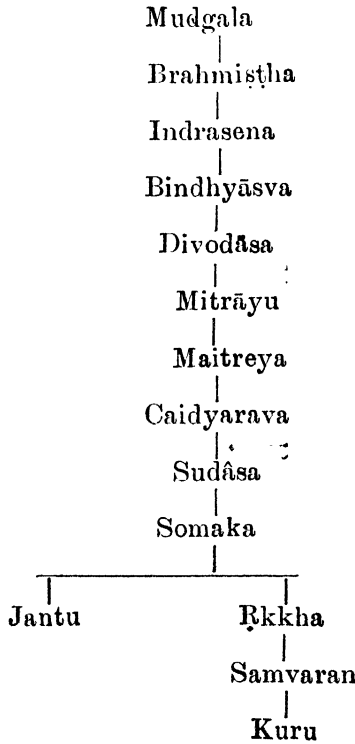 Mudgala
Brahmiṣṭha
Indrasena
Bindhyāsva
Divodāsa
Mitrāyu
Maitreya
Caidyarava
Sudâsa
Somaka
Jantu Ṛkkha
Samvaran
Kuru